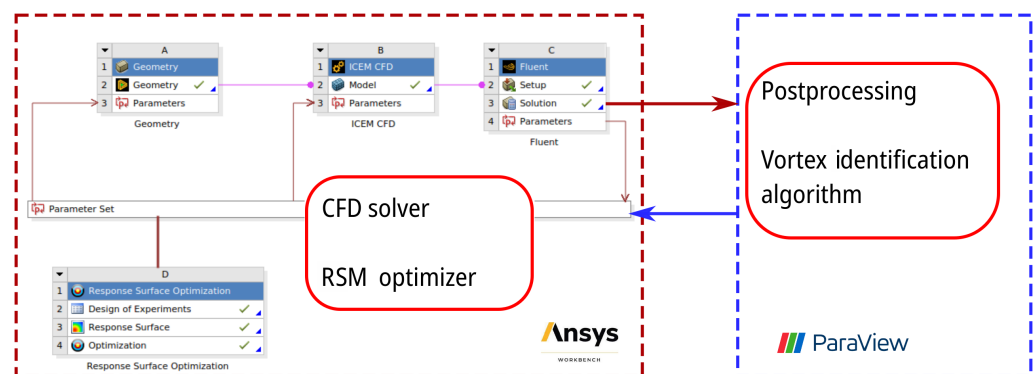 A
1 Geometry
2 Geometry
3 Parameters
Geometry
B
1 ICEM CFD
2 Model
3 Parameters
ICEM CFD
C
1 Fluent
2 Setup
3 Solution
4 Parameters
Fluent
Postprocessing
Vortex identification
algorithm
Parameter Set
CFD solver
RSM optimizer
D
1 Response Surface Optimization
2 Design of Experiments
3 Response Surface
4 Optimization
Response Surface Optimization
Ansys
WORKBENCH
ParaView